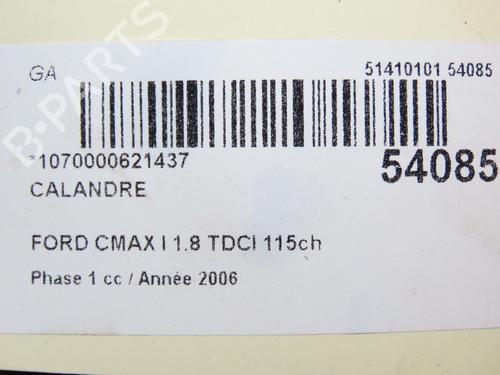 GA
51410101 54085
*1070000621437
54085
CALANDRE
FORD CMAX I 1.8 TDCI 115ch
Phase 1 cc / Année 2006
B-PARTS